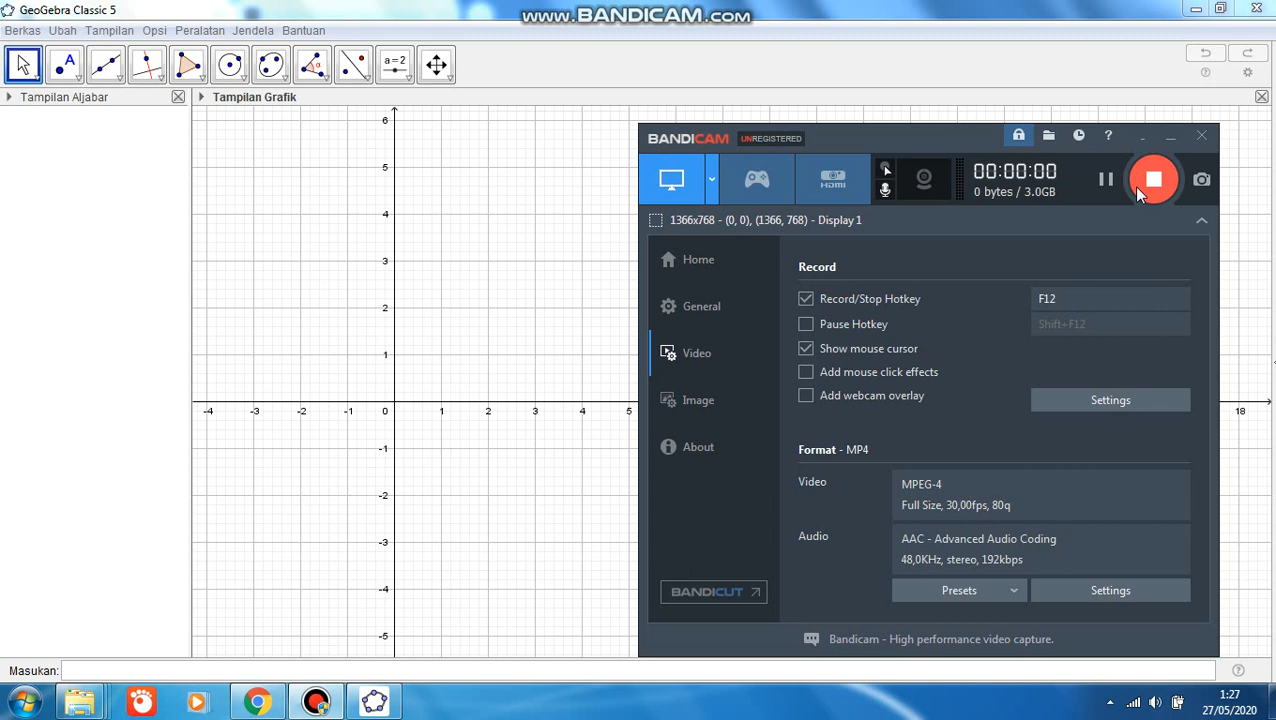 GeoGebra Classic 5
www.BANDICAM.com
Berkas Ubah Tampilan Opsi Peralatan Jendela Bantuan
A
α
a = 2
Tampilan Aljabar
Tampilan Grafik
6
5
4
3
2
1
-4 -3 -2 -1 0 1 2 3 4 5 18
-1
-2
-3
-4
-5
BANDICAM UNREGISTERED
?
HDMI
00:00:00
0 bytes / 3.0GB
1366x768 - (0, 0), (1366, 768) - Display 1
Home
General
Video
Image
About
BANDICUT
Record
Record/Stop Hotkey F12
Pause Hotkey Shift+F12
Show mouse cursor
Add mouse click effects
Add webcam overlay
Settings
Format - MP4
Video
MPEG-4
Full Size, 30,00fps, 80q
Audio
AAC - Advanced Audio Coding
48,0KHz, stereo, 192kbps
Presets Settings
Bandicam - High performance video capture.
Masukan:
1:27
27/05/2020